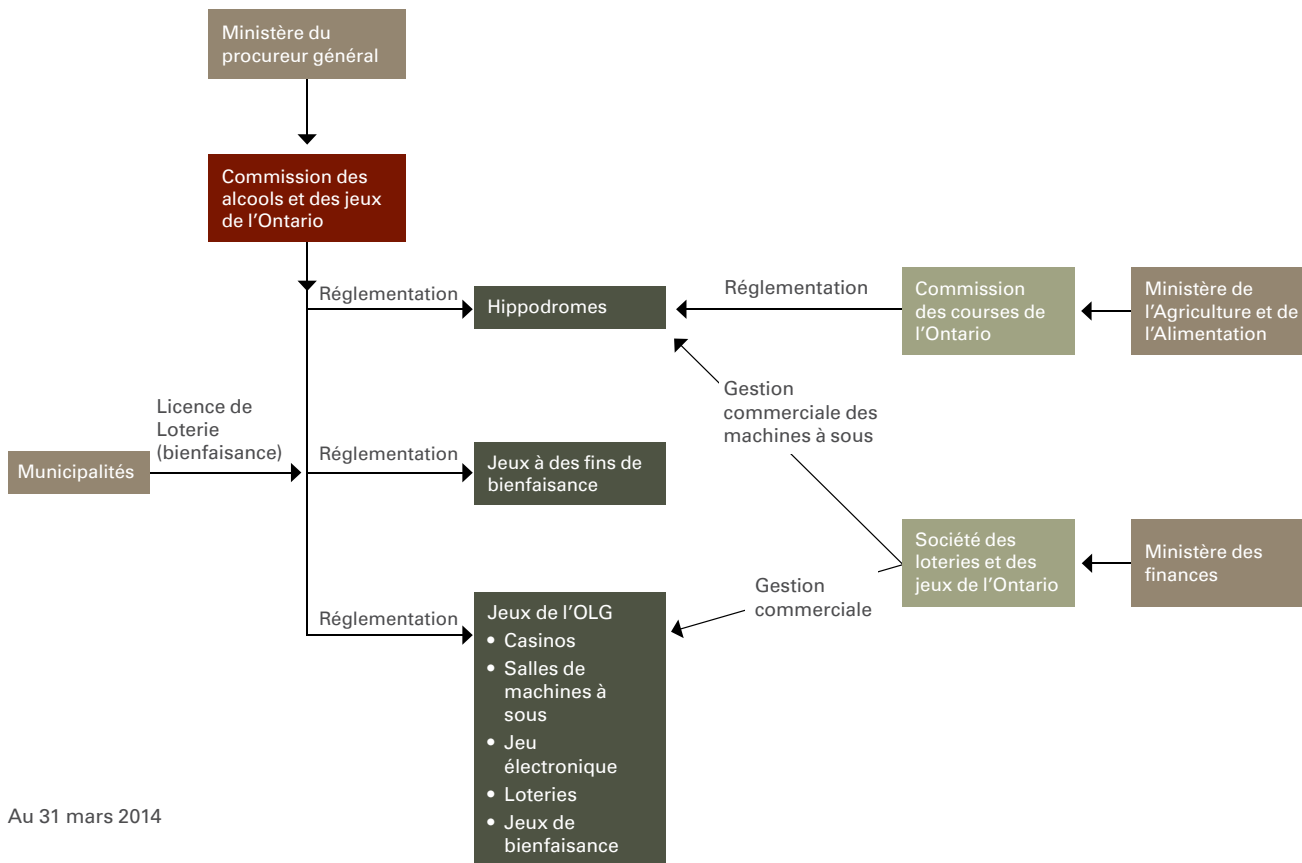 Ministère du
procureur général
Commission des
alcools et des jeux
de l'Ontario
Réglementation
Hippodromes
Réglementation
Commission
des courses de
l'Ontario
Ministère de
l'Agriculture et de
l'Alimentation
Gestion
commerciale des
machines à sous
Licence de
Loterie
(bienfaisance)
Municipalités
Réglementation
Jeux à des fins de
bienfaisance
Société des
loteries et des
jeux de l'Ontario
Ministère des
finances
Gestion
commerciale
Réglementation
Jeux de l'OLG
• Casinos
• Salles de
machines à
sous
• Jeu
électronique
• Loteries
• Jeux de
bienfaisance
Au 31 mars 2014